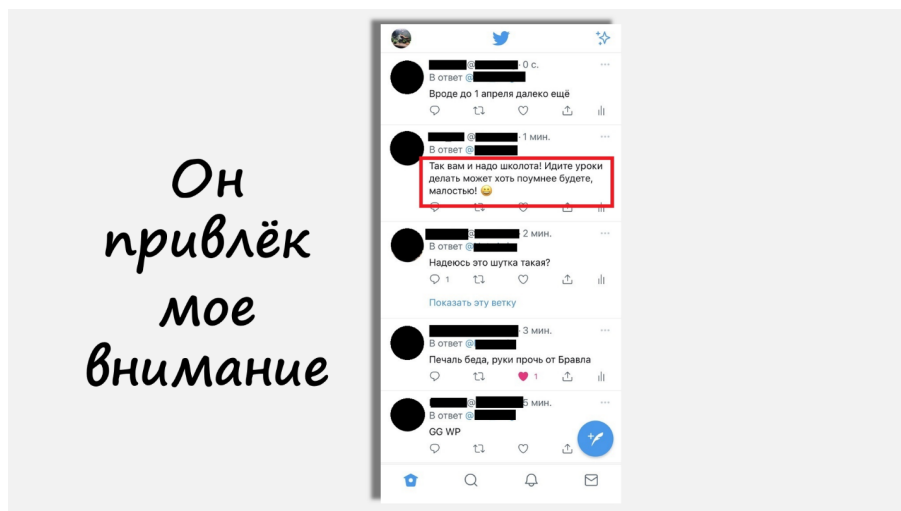 Он
привлёк
мое
внимание
@ · 0 с.
В ответ @
Вроде до 1 апреля далеко ещё
@ · 1 мин.
В ответ @
Так вам и надо школота! Идите уроки
делать может хоть поумнее будете,
малостью! 😄
@ · 2 мин.
В ответ @
Надеюсь это шутка такая?
1
Показать эту ветку
· 3 мин.
В ответ @
Печаль беда, руки прочь от Бравла
1
@ 5 мин.
В ответ @
GG WP